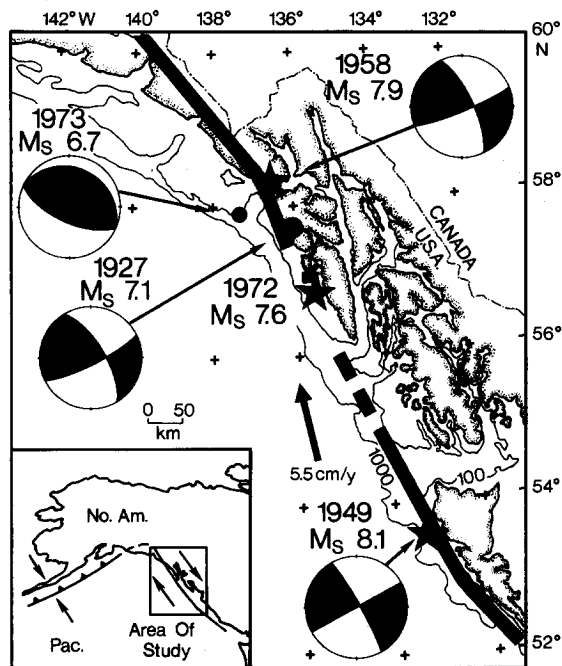 142° W 140° 138° 136° 134° 132° 60°
N
1958
Ms 7.9
1973
Ms 6.7
58°
CANADA
U.S.A.
1927
Ms 7.1
1972
Ms 7.6
56°
0 50
km
5.5 cm/y
1000
100
54°
1949
Ms 8.1
No. Am.
Pac.
Area Of
Study
52°